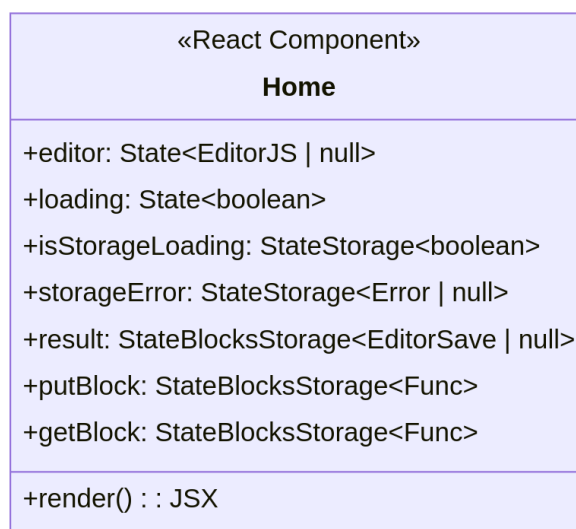 «React Component»
Home
+editor: State<EditorJS | null>
+loading: State<boolean>
+isStorageLoading: StateStorage<boolean>
+storageError: StateStorage<Error | null>
+result: StateBlocksStorage<EditorSave | null>
+putBlock: StateBlocksStorage<Func>
+getBlock: StateBlocksStorage<Func>
+render() : : JSX